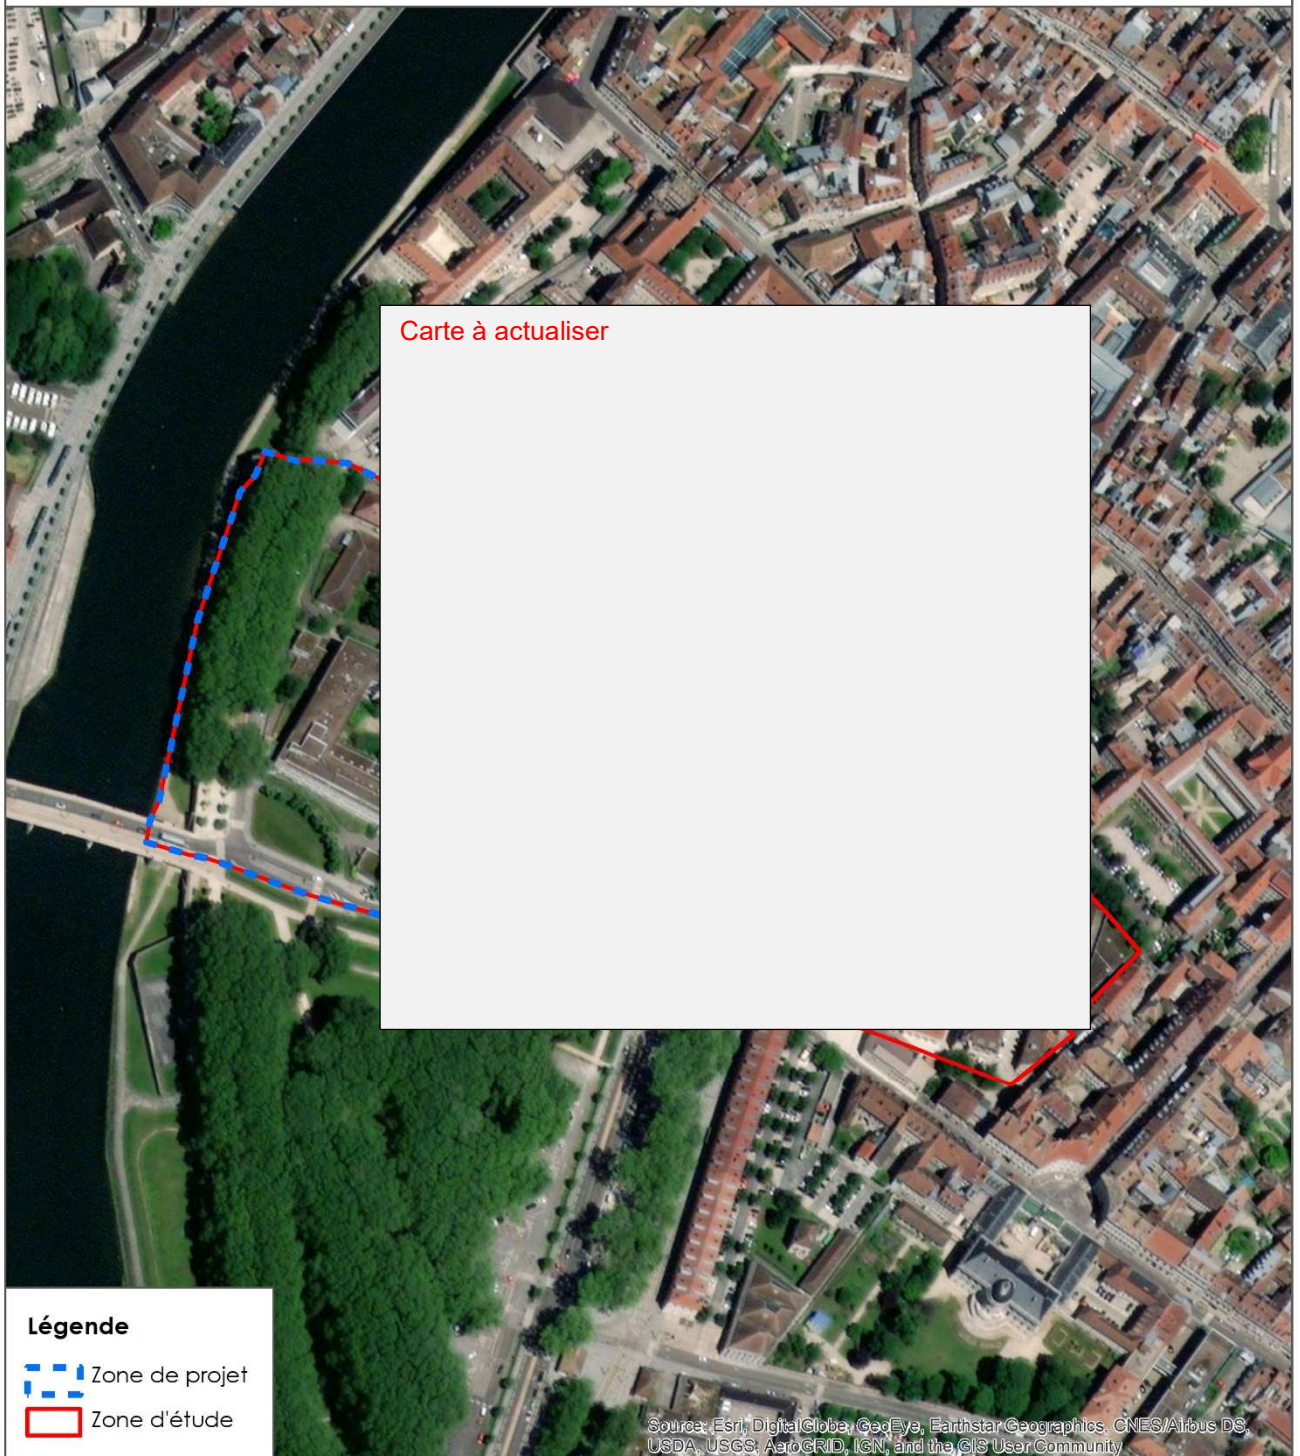 Carte à actualiser
Légende
Zone de projet
Zone d'étude
Source: Esri, DigitalGlobe, GeoEye, Earthstar Geographics, CNES/Airbus DS,
USDA, USGS, AeroGRID, IGN, and the GIS User Community